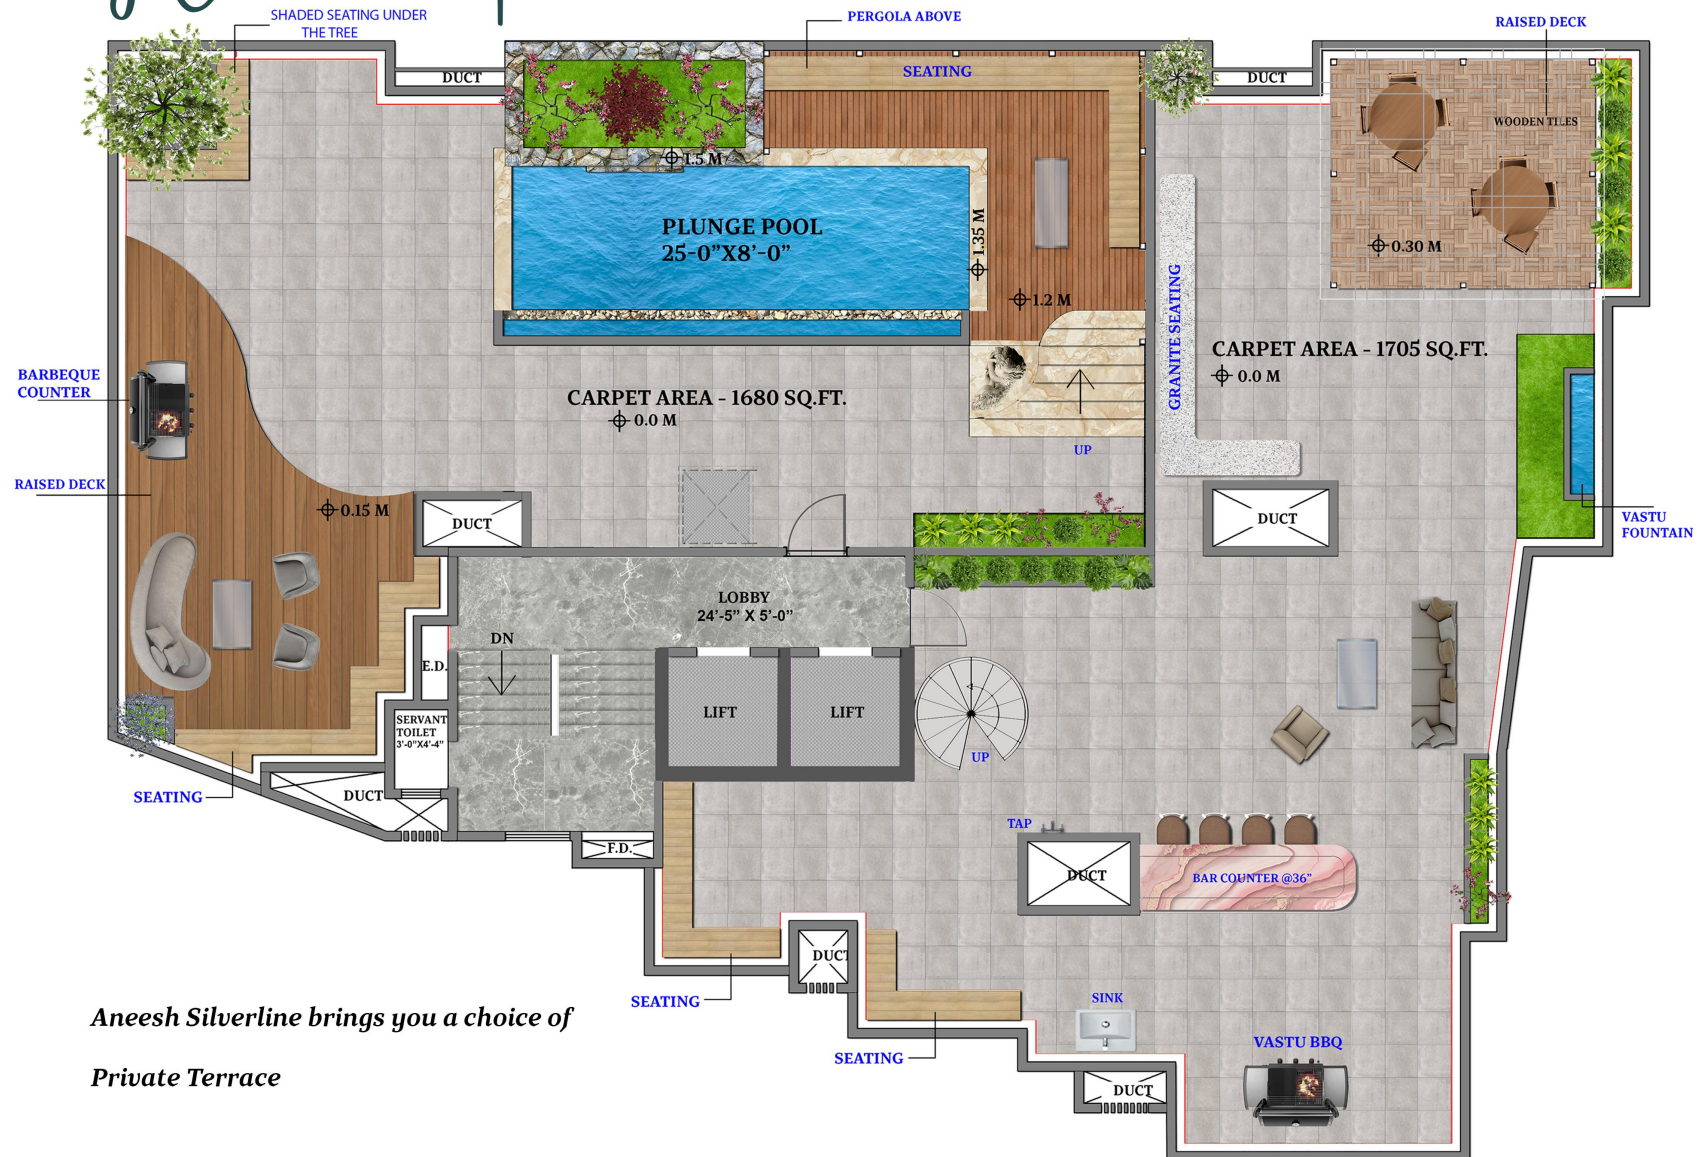 SHADED SEATING UNDER
THE TREE
PERGOLA ABOVE
RAISED DECK
DUCT
SEATING
DUCT
WOODEN TILES
1.5 M
PLUNGE POOL
25-0”X8’-0”
1.35 M
1.2 M
0.30 M
GRANITE SEATING
CARPET AREA - 1705 SQ.FT.
0.0 M
BARBEQUE
COUNTER
CARPET AREA - 1680 SQ.FT.
0.0 M
UP
RAISED DECK
0.15 M
DUCT
DUCT
VASTU
FOUNTAIN
LOBBY
24’-5” X 5’-0”
DN
E.D.
LIFT
LIFT
SERVANT
TOILET
3’-0”X4’-4”
UP
SEATING
DUCT
F.D.
TAP
DUCT
BAR COUNTER @36”
DUCT
SEATING
SINK
SEATING
VASTU BBQ
DUCT
Aneesh Silverline brings you a choice of
Private Terrace